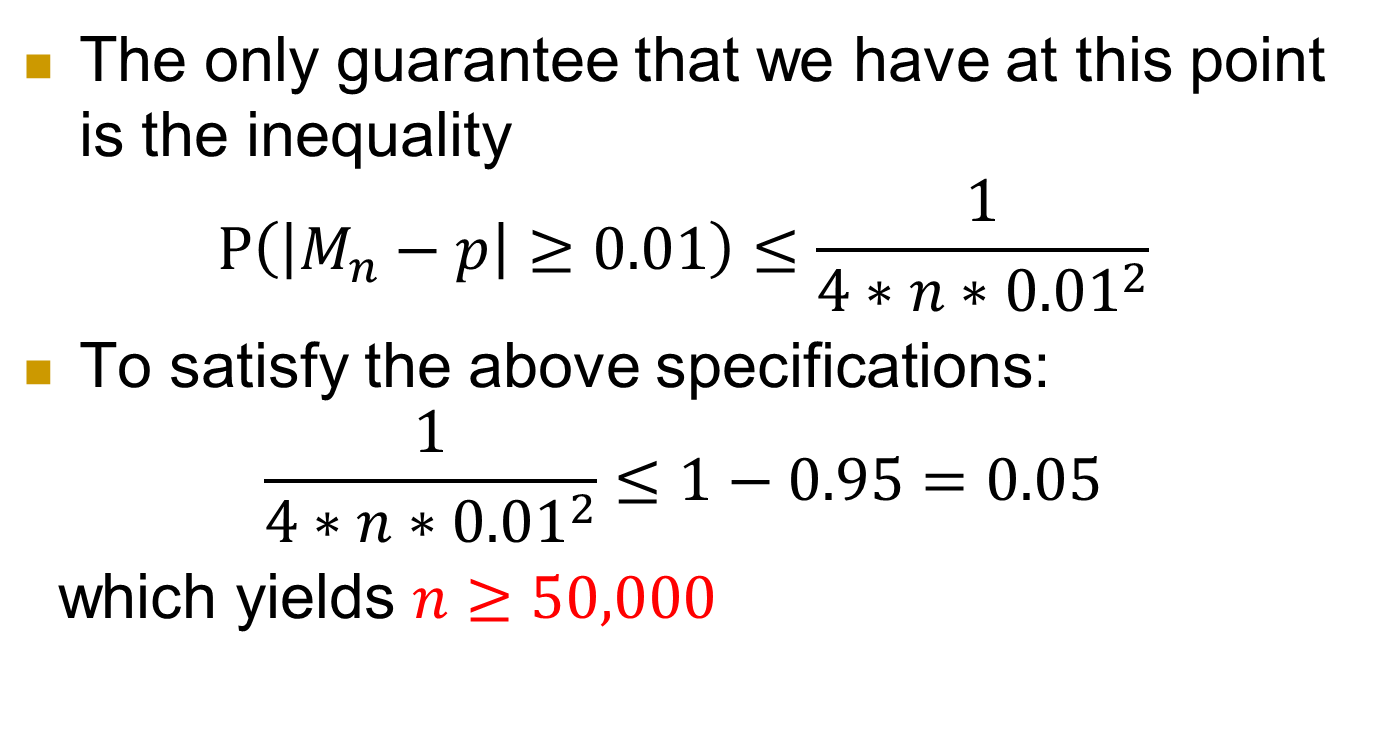 ■ The only guarantee that we have at this point
is the inequality
P(|Mₙ − p| ≥ 0.01) ≤ 1 / (4 ∗ n ∗ 0.01²)
■ To satisfy the above specifications:
1 / (4 ∗ n ∗ 0.01²) ≤ 1 − 0.95 = 0.05
which yields n ≥ 50,000